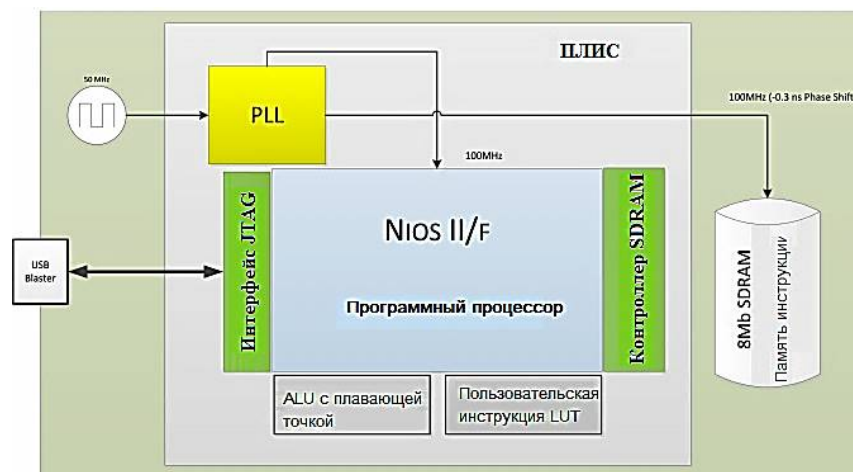 ПЛИС
50 MHz
PLL
100MHz (-0.3 ns Phase Shift
100MHz
Интерфейс JTAG
NIOS II/F
Программный процессор
Контроллер SDRAM
USB
Blaster
8Mb SDRAM
Память инструкции
ALU с плавающей
точкой
Пользовательская
инструкция LUT